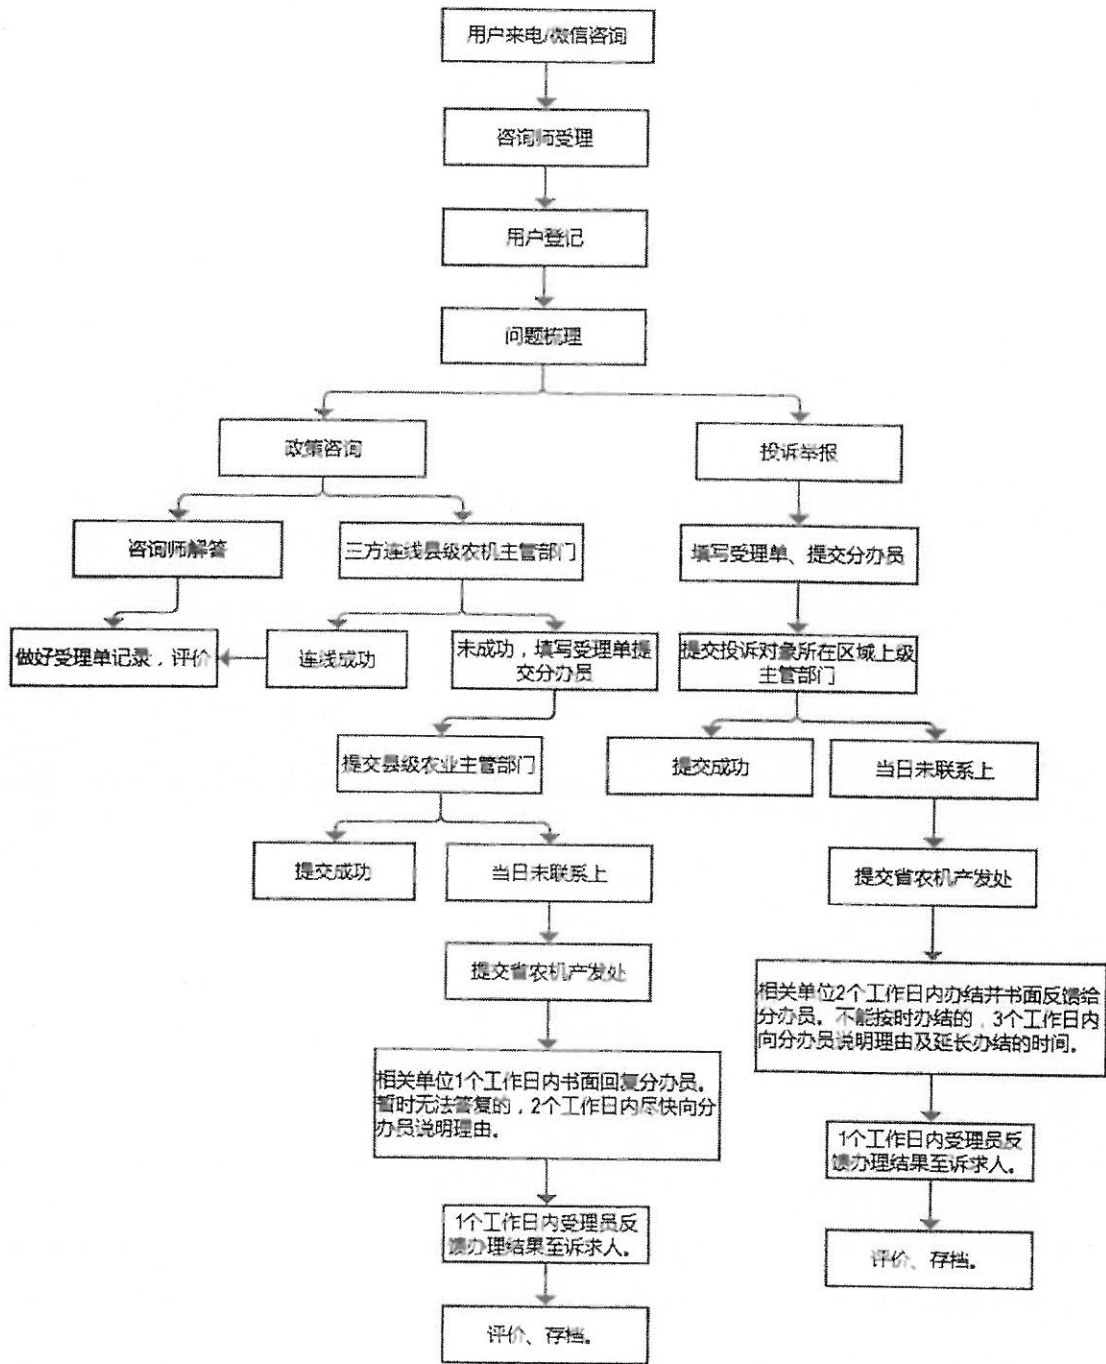 用户来电/微信咨询
咨询师受理
用户登记
问题梳理
政策咨询
投诉举报
咨询师解答
三方连线县级农机主管部门
填写受理单、提交分办员
做好受理单记录，评价
连线成功
未成功，填写受理单提
交分办员
提交投诉对象所在区域上级
主管部门
提交县级农业主管部门
提交成功
当日未联系上
提交成功
当日未联系上
提交省农机产发处
提交省农机产发处
相关单位2个工作日内办结并书面反馈给
分办员。不能按时办结的，3个工作日内
向分办员说明理由及延长办结的时间。
相关单位1个工作日内书面回复分办员。
暂时无法答复的，2个工作日内尽快向分
办员说明理由。
1个工作日内受理员反
馈办理结果至诉求人。
1个工作日内受理员反
馈办理结果至诉求人。
评价、存档。
评价、存档。